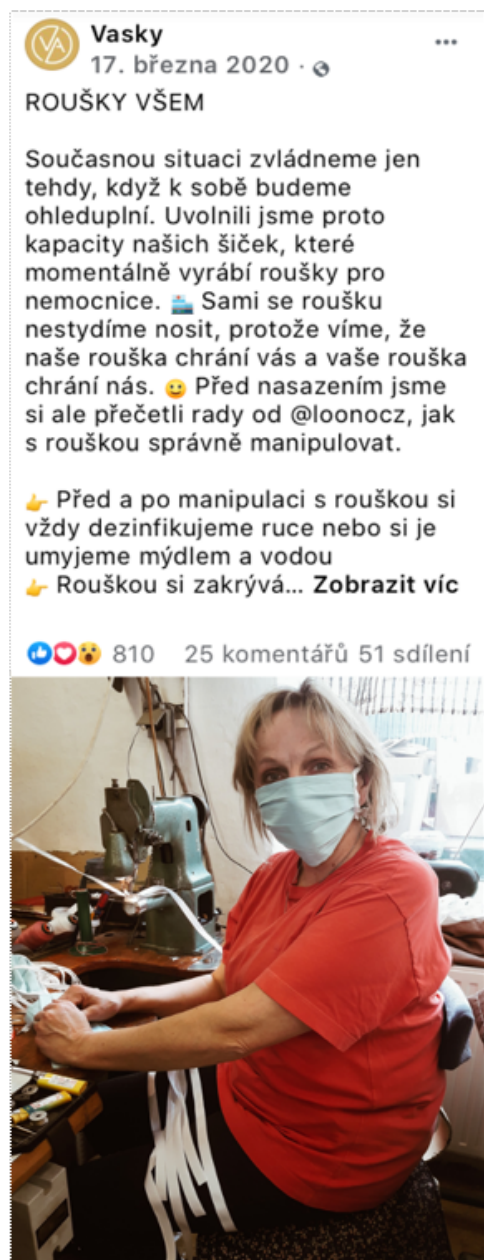 Vasky
17. března 2020 ·
ROUŠKY VŠEM
Současnou situaci zvládneme jen
tehdy, když k sobě budeme
ohleduplní. Uvolnili jsme proto
kapacity našich šiček, které
momentálně vyrábí roušky pro
nemocnice. 🏥 Sami se roušku
nestydíme nosit, protože víme, že
naše rouška chrání vás a vaše rouška
chrání nás. 🙂 Před nasazením jsme
si ale přečetli rady od @loonocz, jak
s rouškou správně manipulovat.
👉 Před a po manipulaci s rouškou si
vždy dezinfikujeme ruce nebo si je
umyjeme mýdlem a vodou
👉 Rouškou si zakrývá... Zobrazit víc
810 25 komentářů 51 sdílení